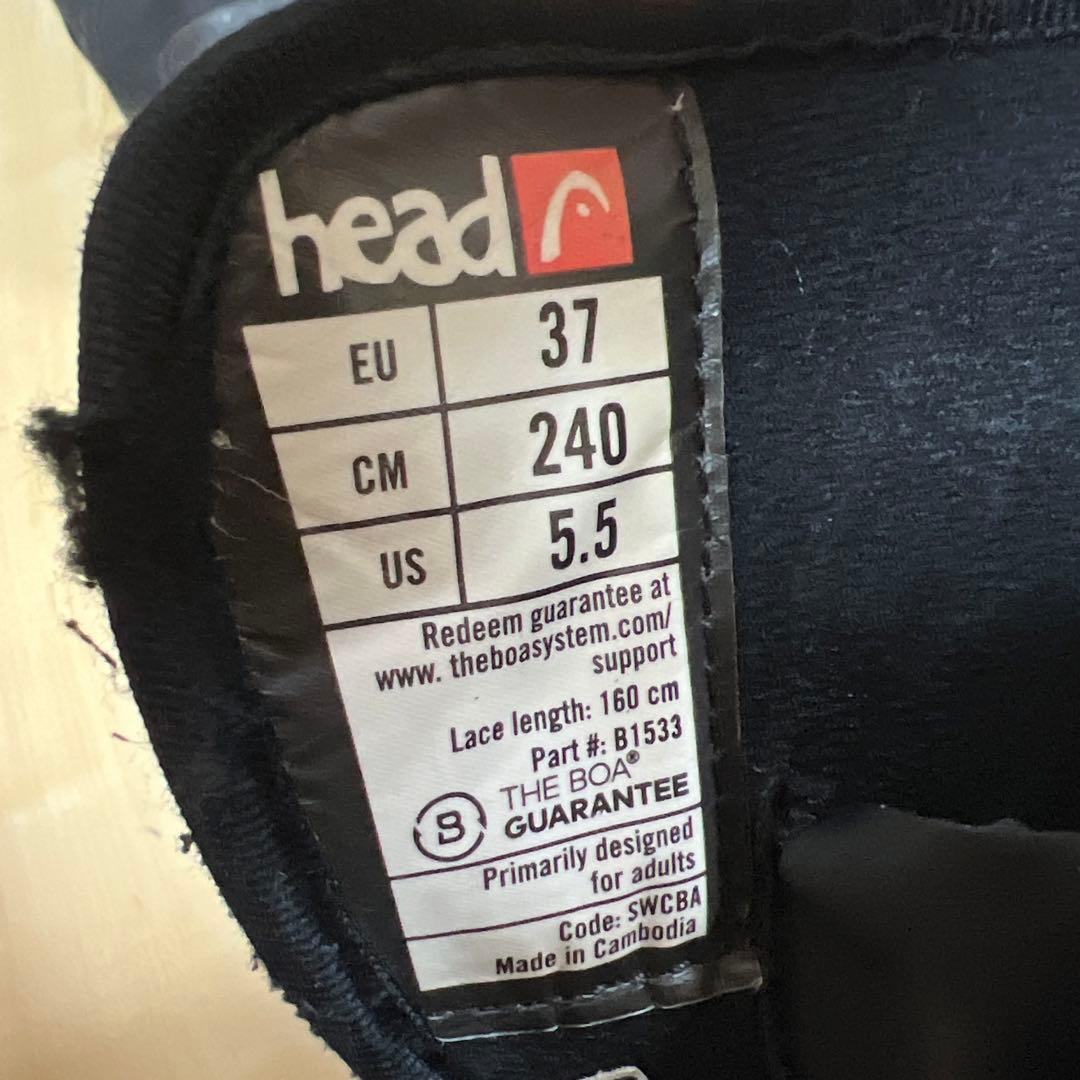 head
EU 37
CM 240
US 5.5
Redeem guarantee at
www. theboasystem.com/
support
Lace length: 160 cm
Part #: B1533
B
THE BOA®
GUARANTEE
Primarily designed
for adults
Code: SWCBA
Made in Cambodia